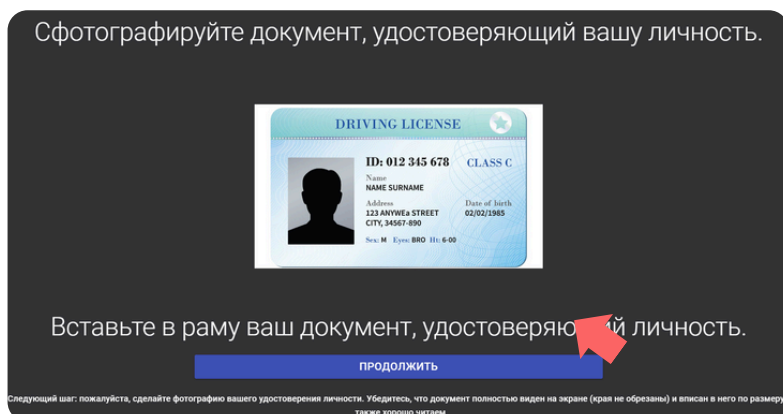 Сфотографируйте документ, удостоверяющий вашу личность.
DRIVING LICENSE
ID: 012 345 678 CLASS C
Name
NAME SURNAME
Address Date of birth
123 ANYWEa STREET 02/02/1985
CITY, 34567-890
Sex: M Eyes: BRO Ht: 6-00
Вставьте в раму ваш документ, личность.
ПРОДОЛЖИТЬ
Следующий шаг: пожалуйста, сделайте фотографию вашего удостоверения личности. Убедитесь, что документ полностью виден на экране (края не обрезаны) и вписан в него по размеру
также хорошо читаем